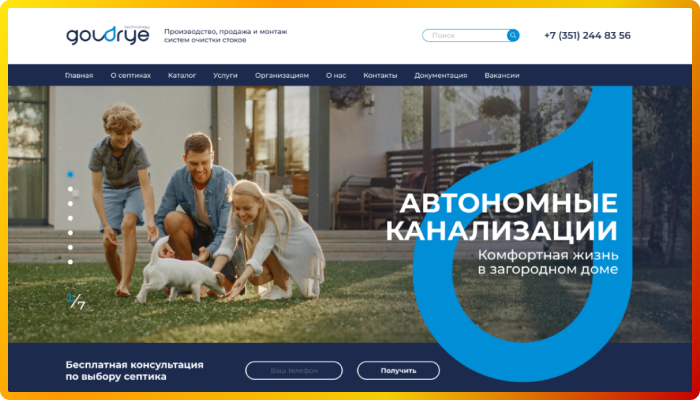 technology
goudrye
Производство, продажа и монтаж
систем очистки стоков
Поиск
+7 (351) 244 83 56
Главная О септиках Каталог Услуги Организациям О нас Контакты Документация Вакансии
АВТОНОМНЫЕ
КАНАЛИЗАЦИИ
Комфортная жизнь
в загородном доме
1/7
Бесплатная консультация
по выбору септика
Ваш телефон
Получить